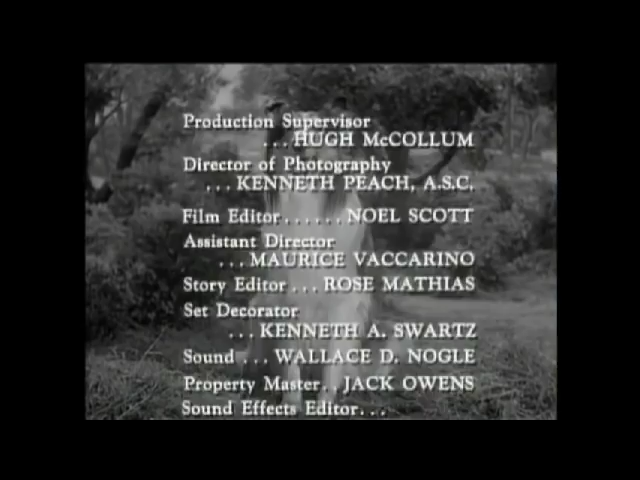 Production Supervisor
... HUGH McCOLLUM
Director of Photography
... KENNETH PEACH, A.S.C.
Film Editor...... NOEL SCOTT
Assistant Director
... MAURICE VACCARINO
Story Editor... ROSE MATHIAS
Set Decorator
... KENNETH A. SWARTZ
Sound... WALLACE D. NOGLE
Property Master.. JACK OWENS
Sound Effects Editor...